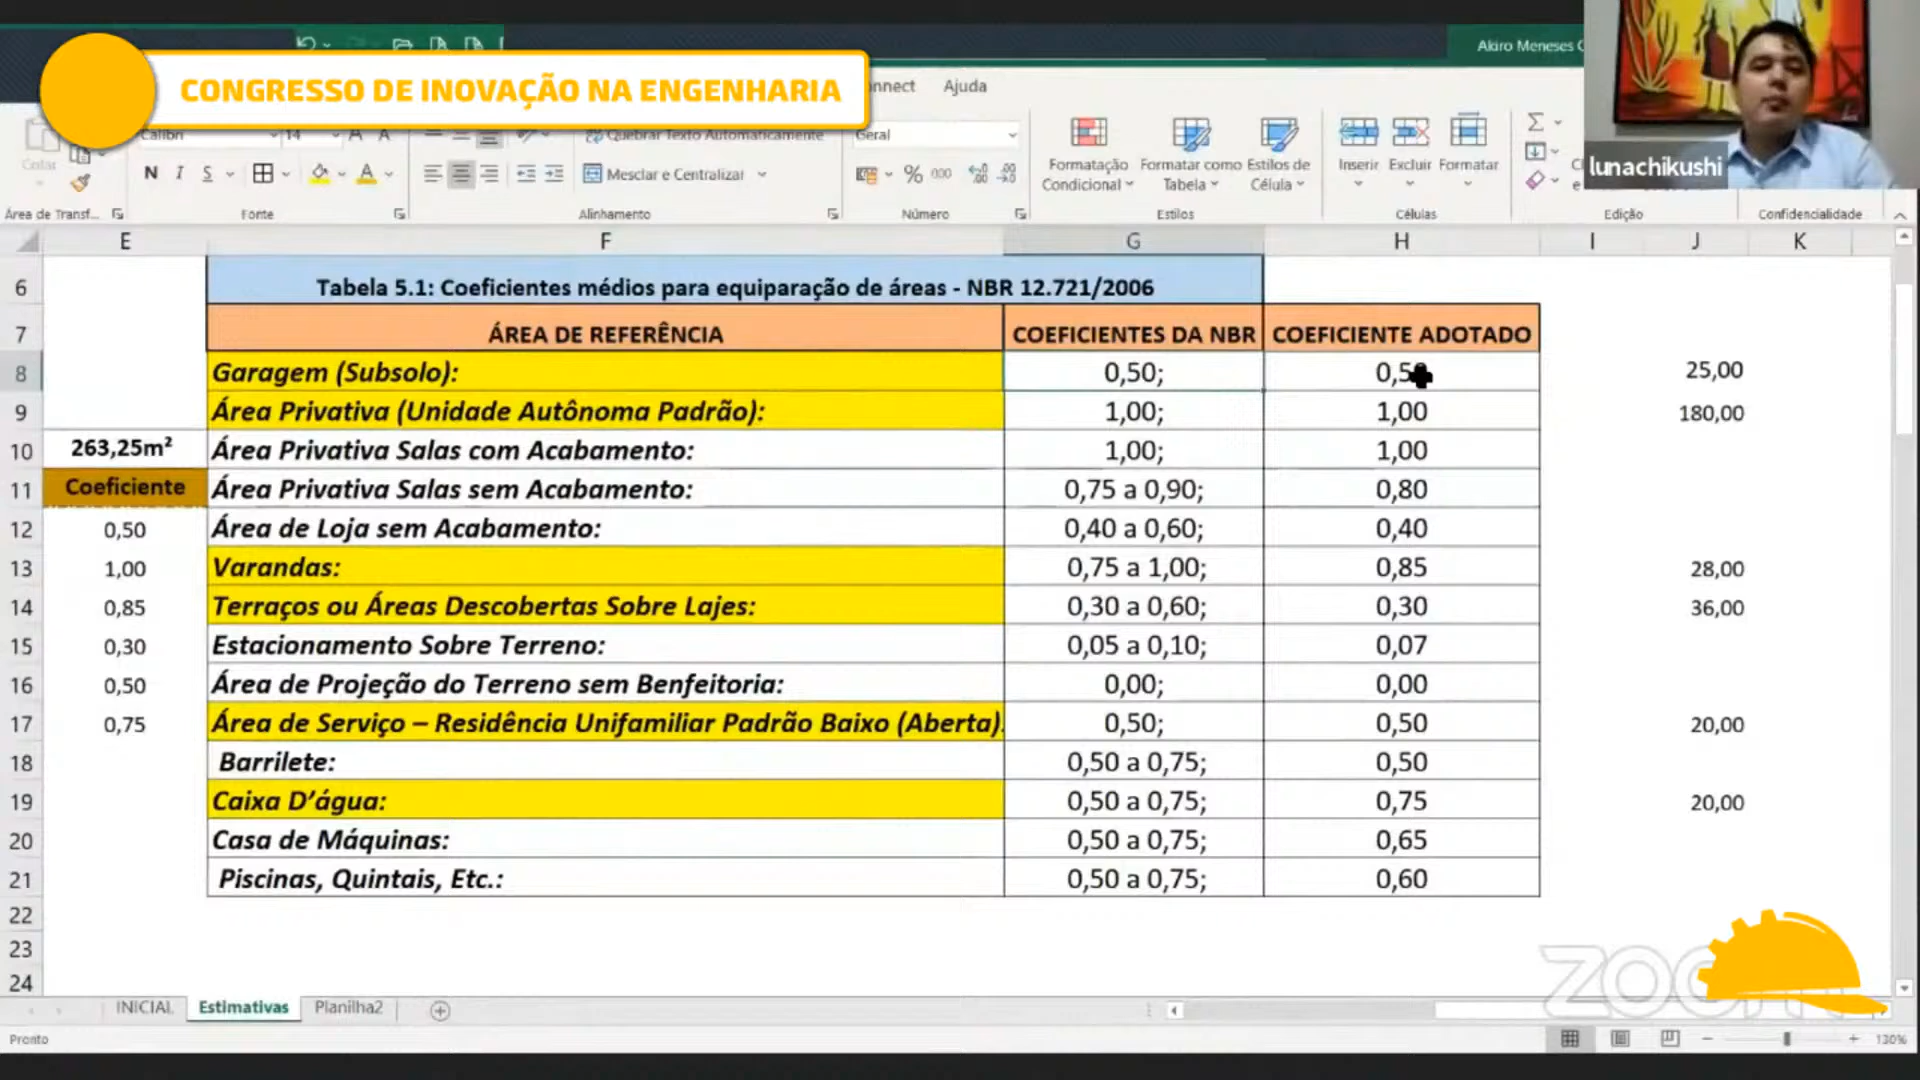 CONGRESSO DE INOVAÇÃO NA ENGENHARIA
Akiro Meneses
Ajuda
lunachikushi
Calibri 14
Quebrar Texto Automaticamente
Geral
Colar
N I S
Mesclar e Centralizar
% 000
Formatação Condicional
Formatar como Tabela
Estilos de Célula
Inserir Excluir Formatar
Área de Transf... Fonte Alinhamento Número Estilos Células Edição Confidencialidade
E F G H I J K
6 Tabela 5.1: Coeficientes médios para equiparação de áreas - NBR 12.721/2006
7 ÁREA DE REFERÊNCIA COEFICIENTES DA NBR COEFICIENTE ADOTADO
8 Garagem (Subsolo): 0,50; 0,5 25,00
9 Área Privativa (Unidade Autônoma Padrão): 1,00; 1,00 180,00
10 263,25m² Área Privativa Salas com Acabamento: 1,00; 1,00
11 Coeficiente Área Privativa Salas sem Acabamento: 0,75 a 0,90; 0,80
12 0,50 Área de Loja sem Acabamento: 0,40 a 0,60; 0,40
13 1,00 Varandas: 0,75 a 1,00; 0,85 28,00
14 0,85 Terraços ou Áreas Descobertas Sobre Lajes: 0,30 a 0,60; 0,30 36,00
15 0,30 Estacionamento Sobre Terreno: 0,05 a 0,10; 0,07
16 0,50 Área de Projeção do Terreno sem Benfeitoria: 0,00; 0,00
17 0,75 Área de Serviço – Residência Unifamiliar Padrão Baixo (Aberta): 0,50; 0,50 20,00
18 Barrilete: 0,50 a 0,75; 0,50
19 Caixa D’água: 0,50 a 0,75; 0,75 20,00
20 Casa de Máquinas: 0,50 a 0,75; 0,65
21 Piscinas, Quintais, Etc.: 0,50 a 0,75; 0,60
22
23
24
INICIAL Estimativas Planilha2
zoom
Pronto
130%